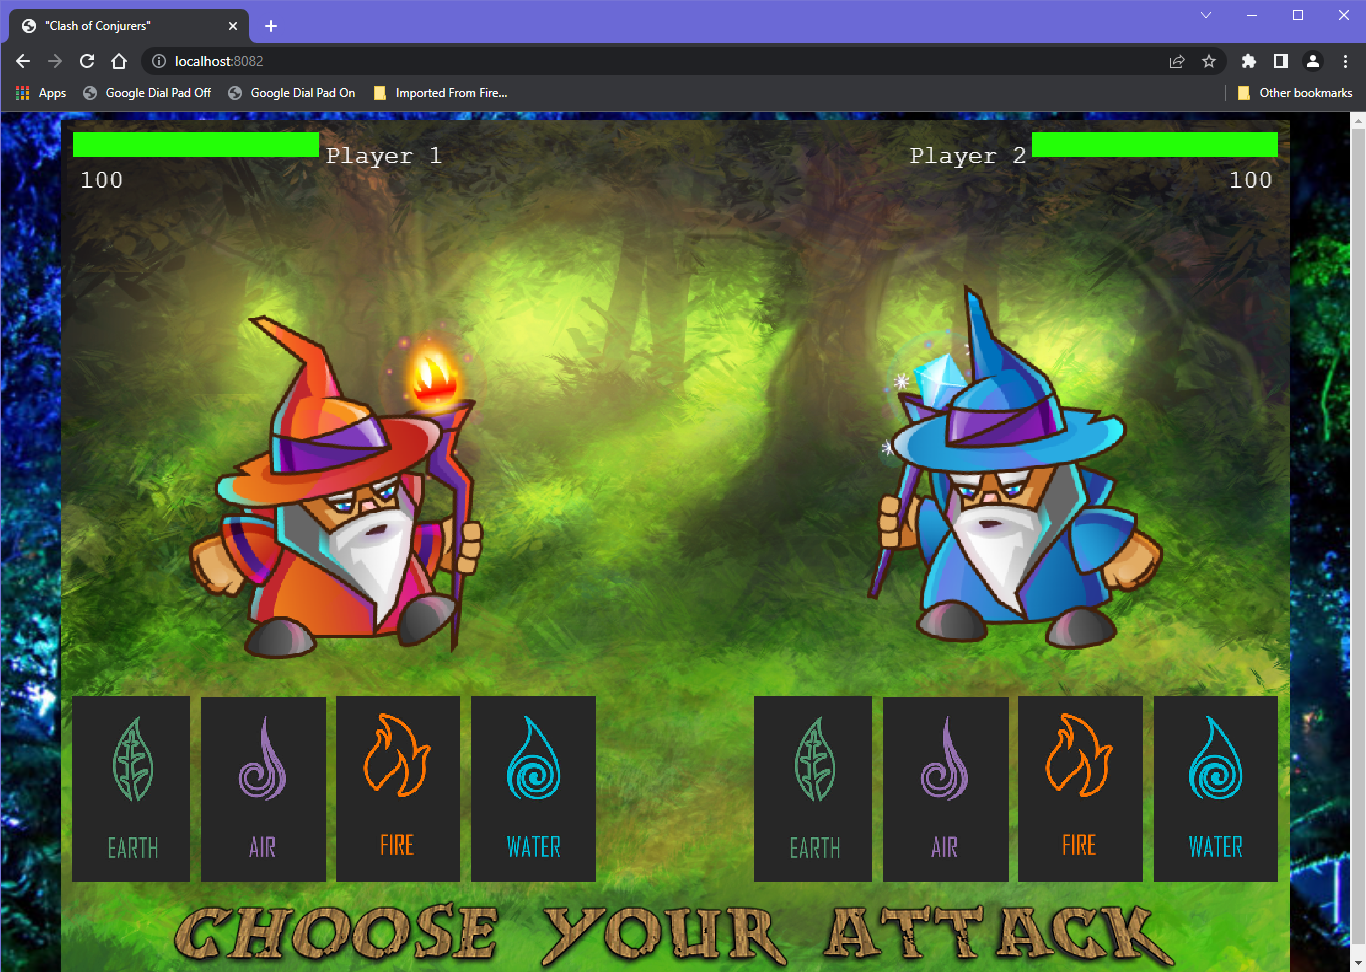 "Clash of Conjurers"
localhost:8082
Apps Google Dial Pad Off Google Dial Pad On Imported From Fire... Other bookmarks
Player 1 Player 2
100 100
EARTH AIR FIRE WATER EARTH AIR FIRE WATER
CHOOSE YOUR ATTACK